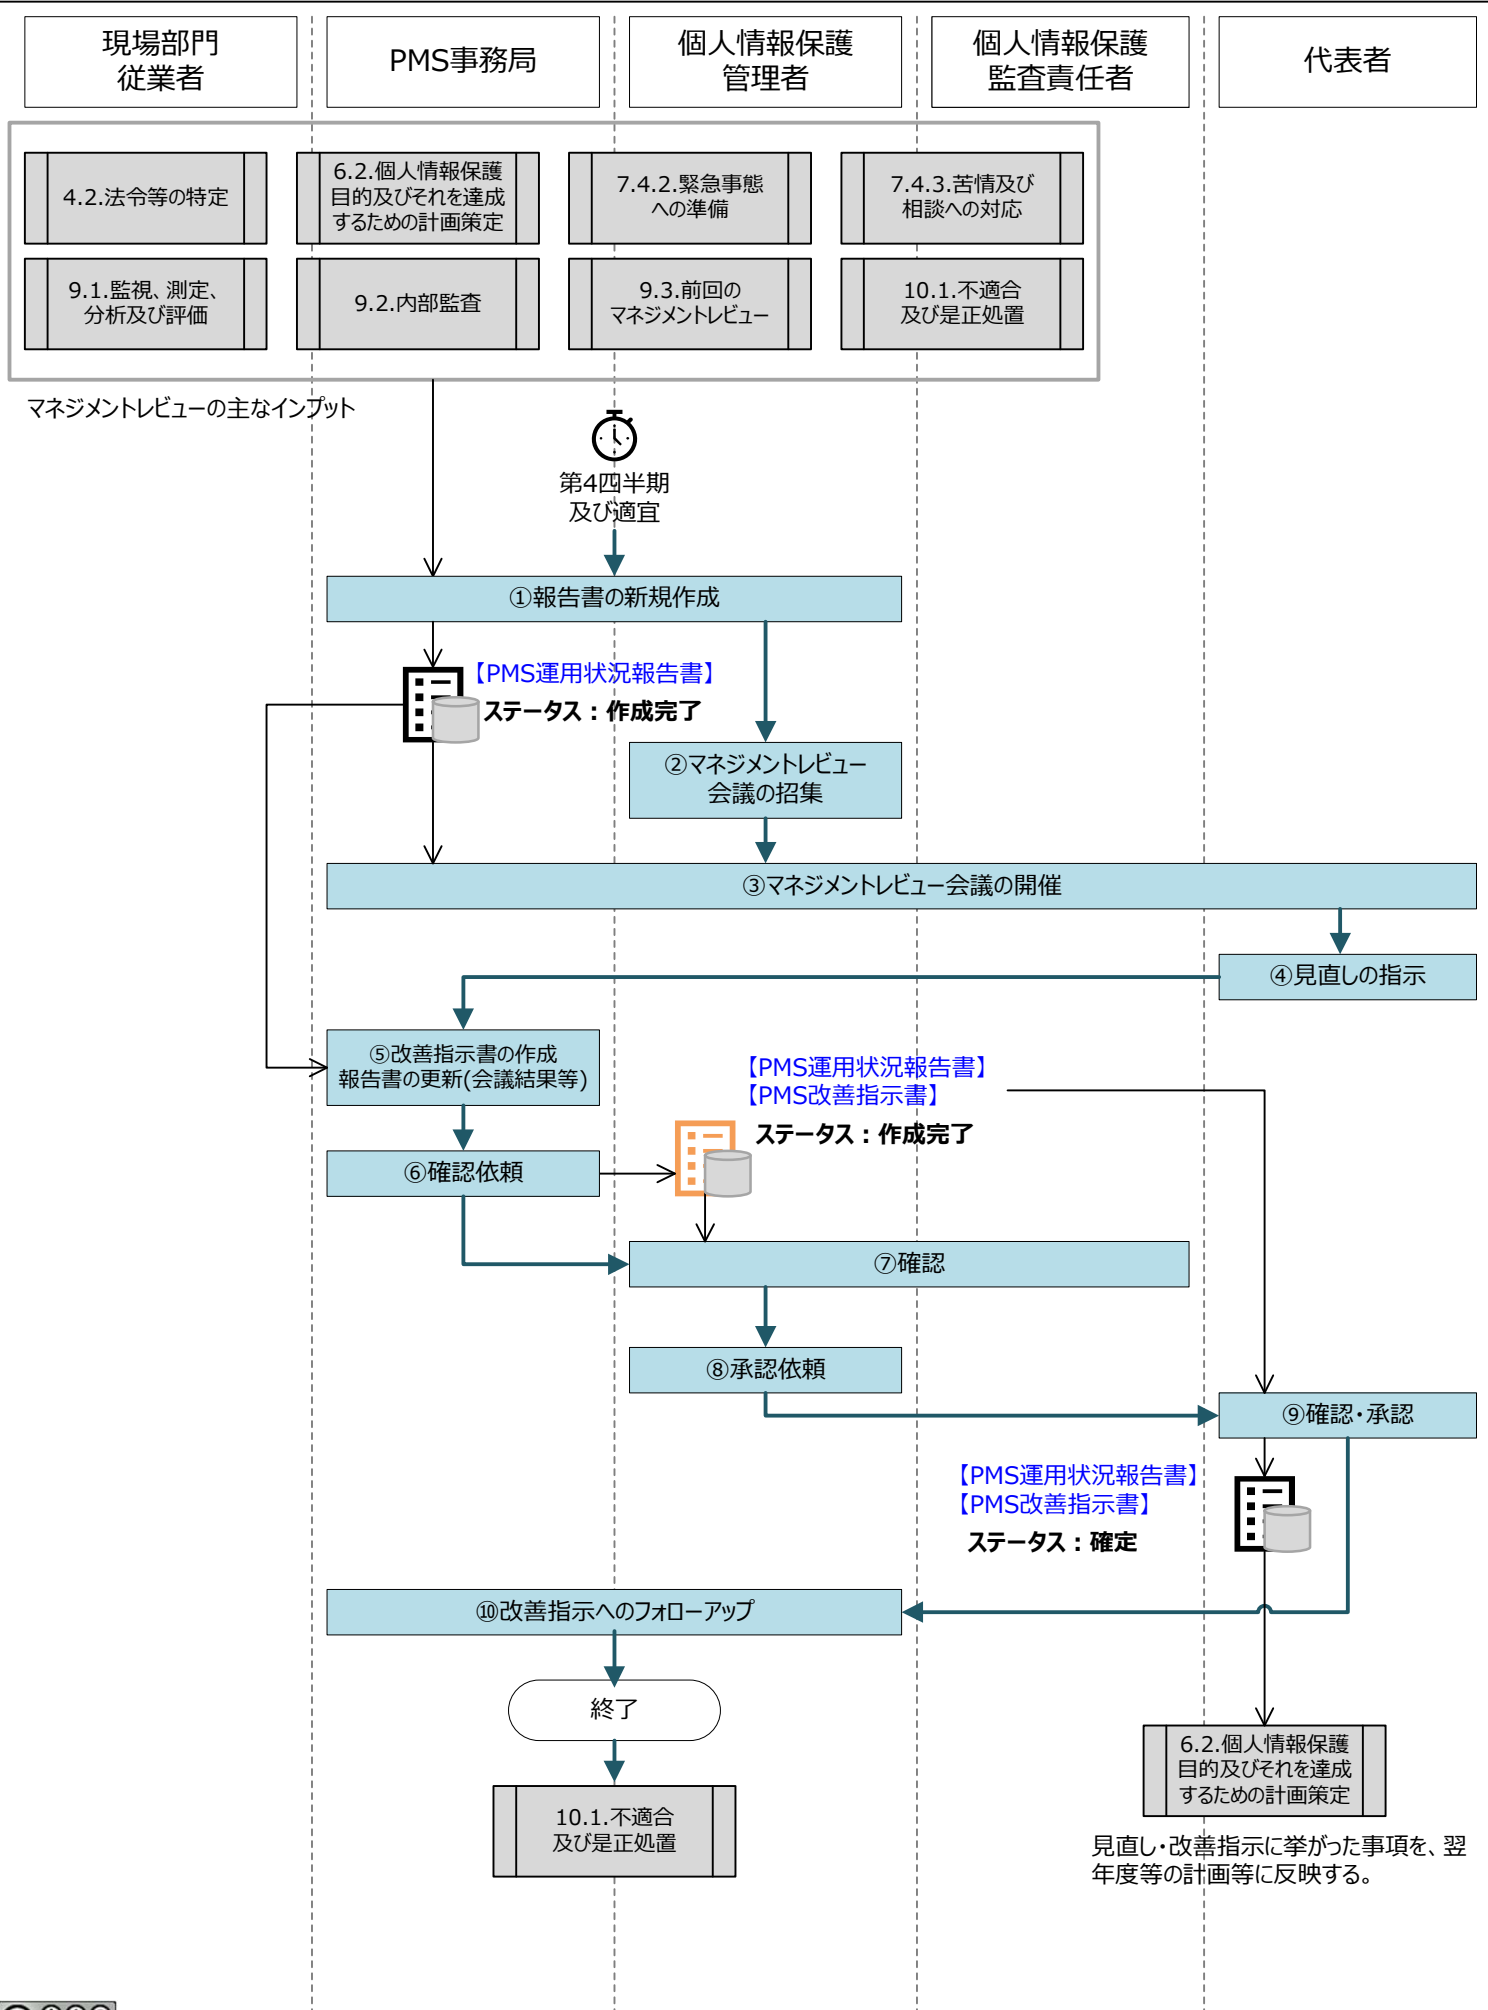 現場部門
従業者
PMS事務局
個人情報保護
管理者
個人情報保護
監査責任者
代表者
4.2.法令等の特定
6.2.個人情報保護
目的及びそれを達成
するための計画策定
7.4.2.緊急事態
への準備
7.4.3.苦情及び
相談への対応
9.1.監視、測定、
分析及び評価
9.2.内部監査
9.3.前回の
マネジメントレビュー
10.1.不適合
及び是正処置
マネジメントレビューの主なインプット
第4四半期
及び適宜
①報告書の新規作成
【PMS運用状況報告書】
ステータス：作成完了
②マネジメントレビュー
会議の招集
③マネジメントレビュー会議の開催
④見直しの指示
⑤改善指示書の作成
報告書の更新(会議結果等)
【PMS運用状況報告書】
【PMS改善指示書】
ステータス：作成完了
⑥確認依頼
⑦確認
⑧承認依頼
⑨確認・承認
【PMS運用状況報告書】
【PMS改善指示書】
ステータス：確定
⑩改善指示へのフォローアップ
終了
6.2.個人情報保護
目的及びそれを達成
するための計画策定
10.1.不適合
及び是正処置
見直し・改善指示に挙がった事項を、翌
年度等の計画等に反映する。